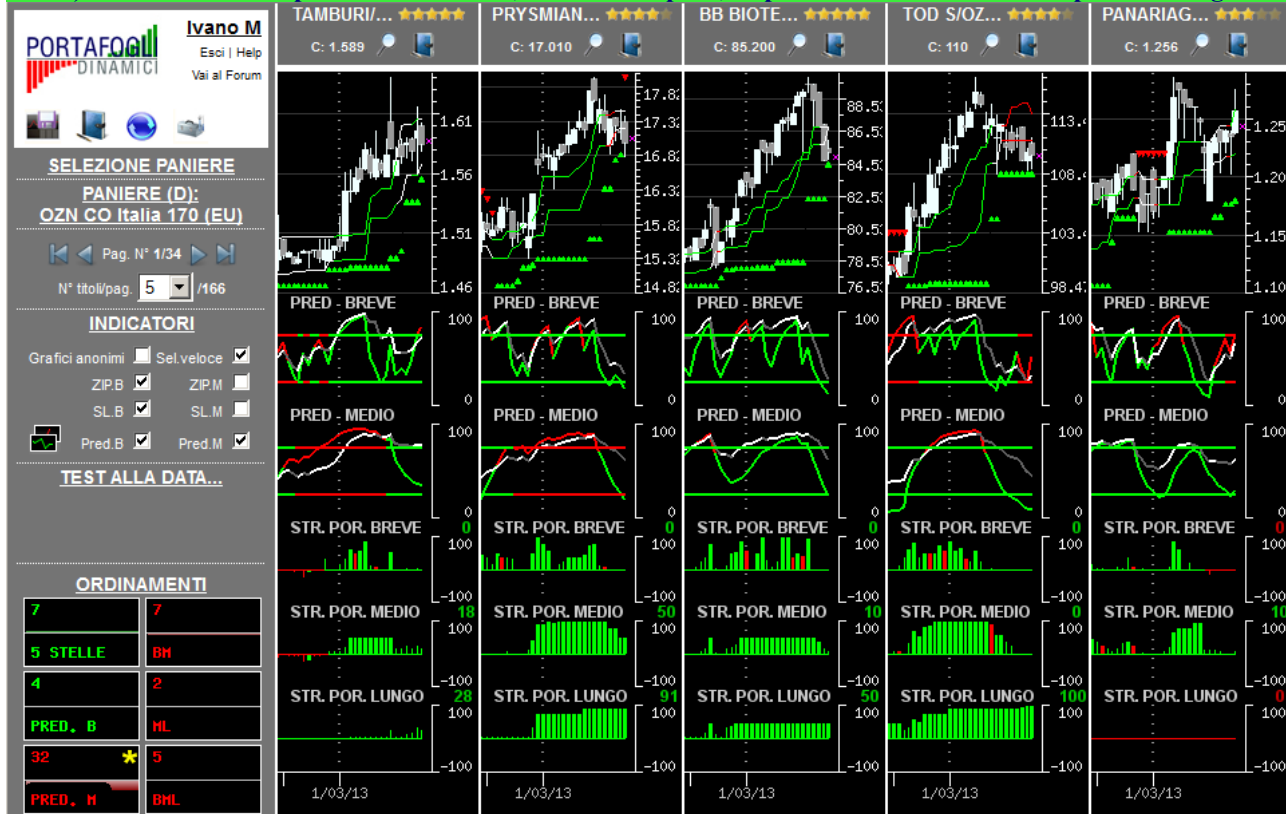 PORTAFOGLI
DINAMICI
Ivano M
Esci | Help
Vai al Forum
SELEZIONE PANIERE
PANIERE (D):
OZN CO Italia 170 (EU)
Pag. N° 1/34
N° titoli/pag. 5 /166
INDICATORI
Grafici anonimi Sel.veloce
ZIP.B ZIP.M
SL.B SL.M
Pred.B Pred.M
TEST ALLA DATA...
ORDINAMENTI
7 7
5 STELLE BM
4 2
PRED. B ML
32 * 5
PRED. M BML
TAMBURI/...
C: 1.589
1.61
1.56
1.51
1.46
PRED - BREVE
100
0
PRED - MEDIO
100
0
STR. POR. BREVE 0
100
-100
STR. POR. MEDIO 18
100
-100
STR. POR. LUNGO 28
100
-100
1/03/13
PRYSMIAN...
C: 17.010
17.82
17.32
16.82
16.32
15.82
15.32
14.82
PRED - BREVE
100
0
PRED - MEDIO
100
0
STR. POR. BREVE 0
100
-100
STR. POR. MEDIO 50
100
-100
STR. POR. LUNGO 91
100
-100
1/03/13
BB BIOTE...
C: 85.200
88.5
86.5
84.5
82.5
80.5
78.5
76.5
PRED - BREVE
100
0
PRED - MEDIO
100
0
STR. POR. BREVE 0
100
-100
STR. POR. MEDIO 10
100
-100
STR. POR. LUNGO 50
100
-100
1/03/13
TOD S/OZ...
C: 110
113.
108.
103.
98.4
PRED - BREVE
100
0
PRED - MEDIO
100
0
STR. POR. BREVE 0
100
-100
STR. POR. MEDIO 0
100
-100
STR. POR. LUNGO 100
100
-100
1/03/13
PANARIAG...
C: 1.256
1.25
1.20
1.15
1.10
PRED - BREVE
100
0
PRED - MEDIO
100
0
STR. POR. BREVE 0
100
-100
STR. POR. MEDIO 10
100
-100
STR. POR. LUNGO 0
100
-100
1/03/13